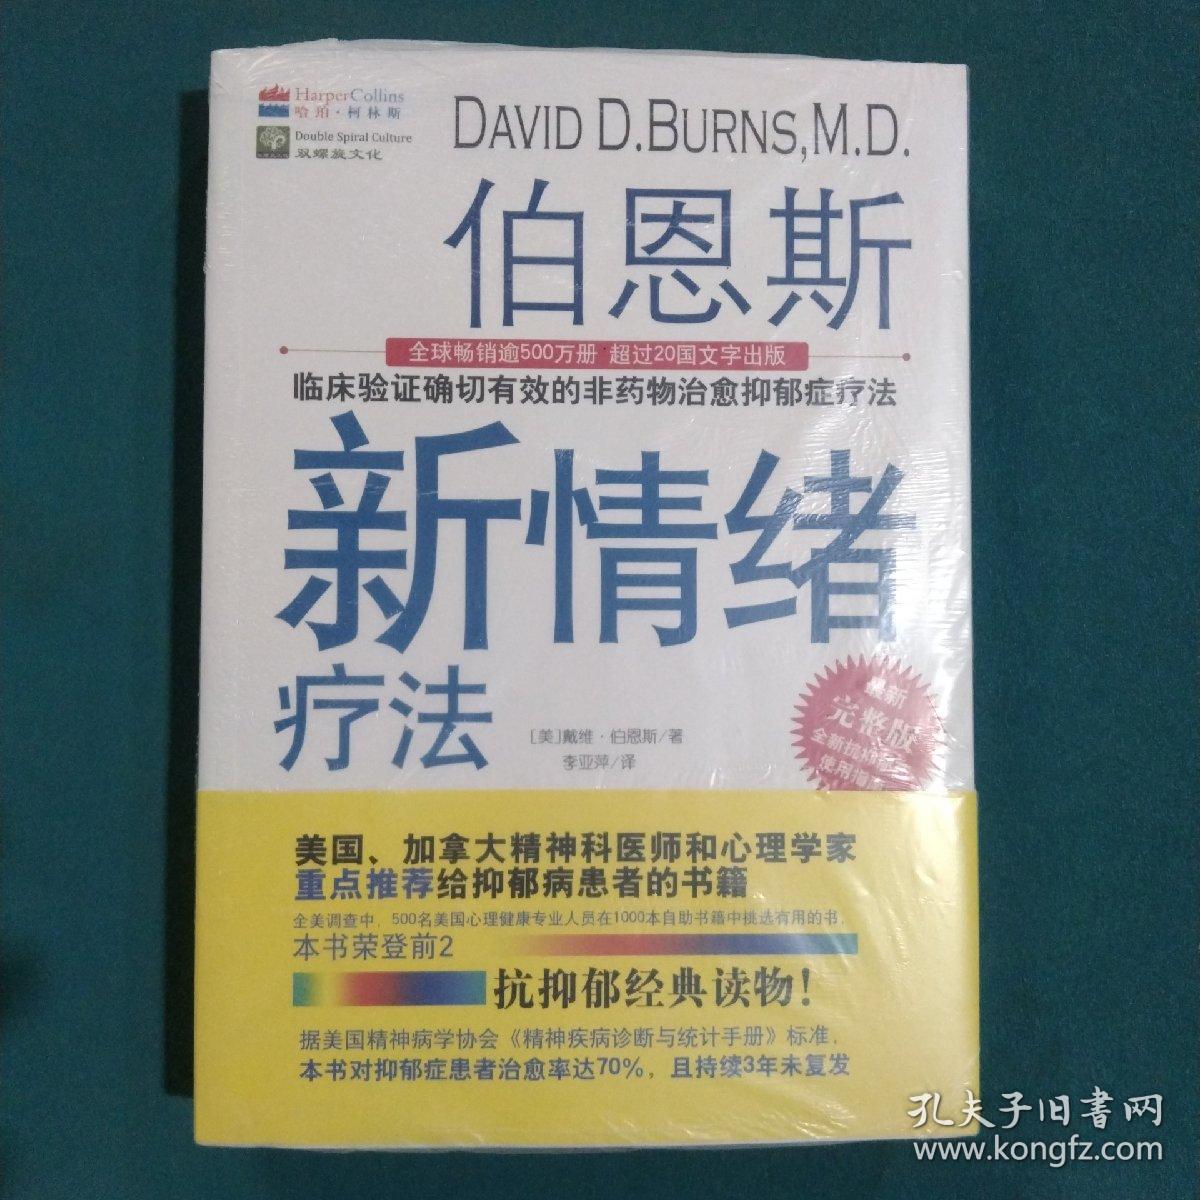 HarperCollins
哈珀·柯林斯
Double Spiral Culture
双螺旋文化
DAVID D. BURNS, M.D.
伯恩斯
全球畅销逾500万册·超过20国文字出版
临床验证确切有效的非药物治愈抑郁症疗法
新情绪
疗法
[美]戴维·伯恩斯/著
李亚萍/译
最新
完整版
全新抗抑
使用指
美国、加拿大精神科医师和心理学家
重点推荐给抑郁病患者的书籍
全美调查中，500名美国心理健康专业人员在1000本自助书籍中挑选有用的书，
本书荣登前2
抗抑郁经典读物！
据美国精神病学协会《精神疾病诊断与统计手册》标准，
本书对抑郁症患者治愈率达70%，且持续3年未复发
孔夫子旧书网
www.kongfz.com